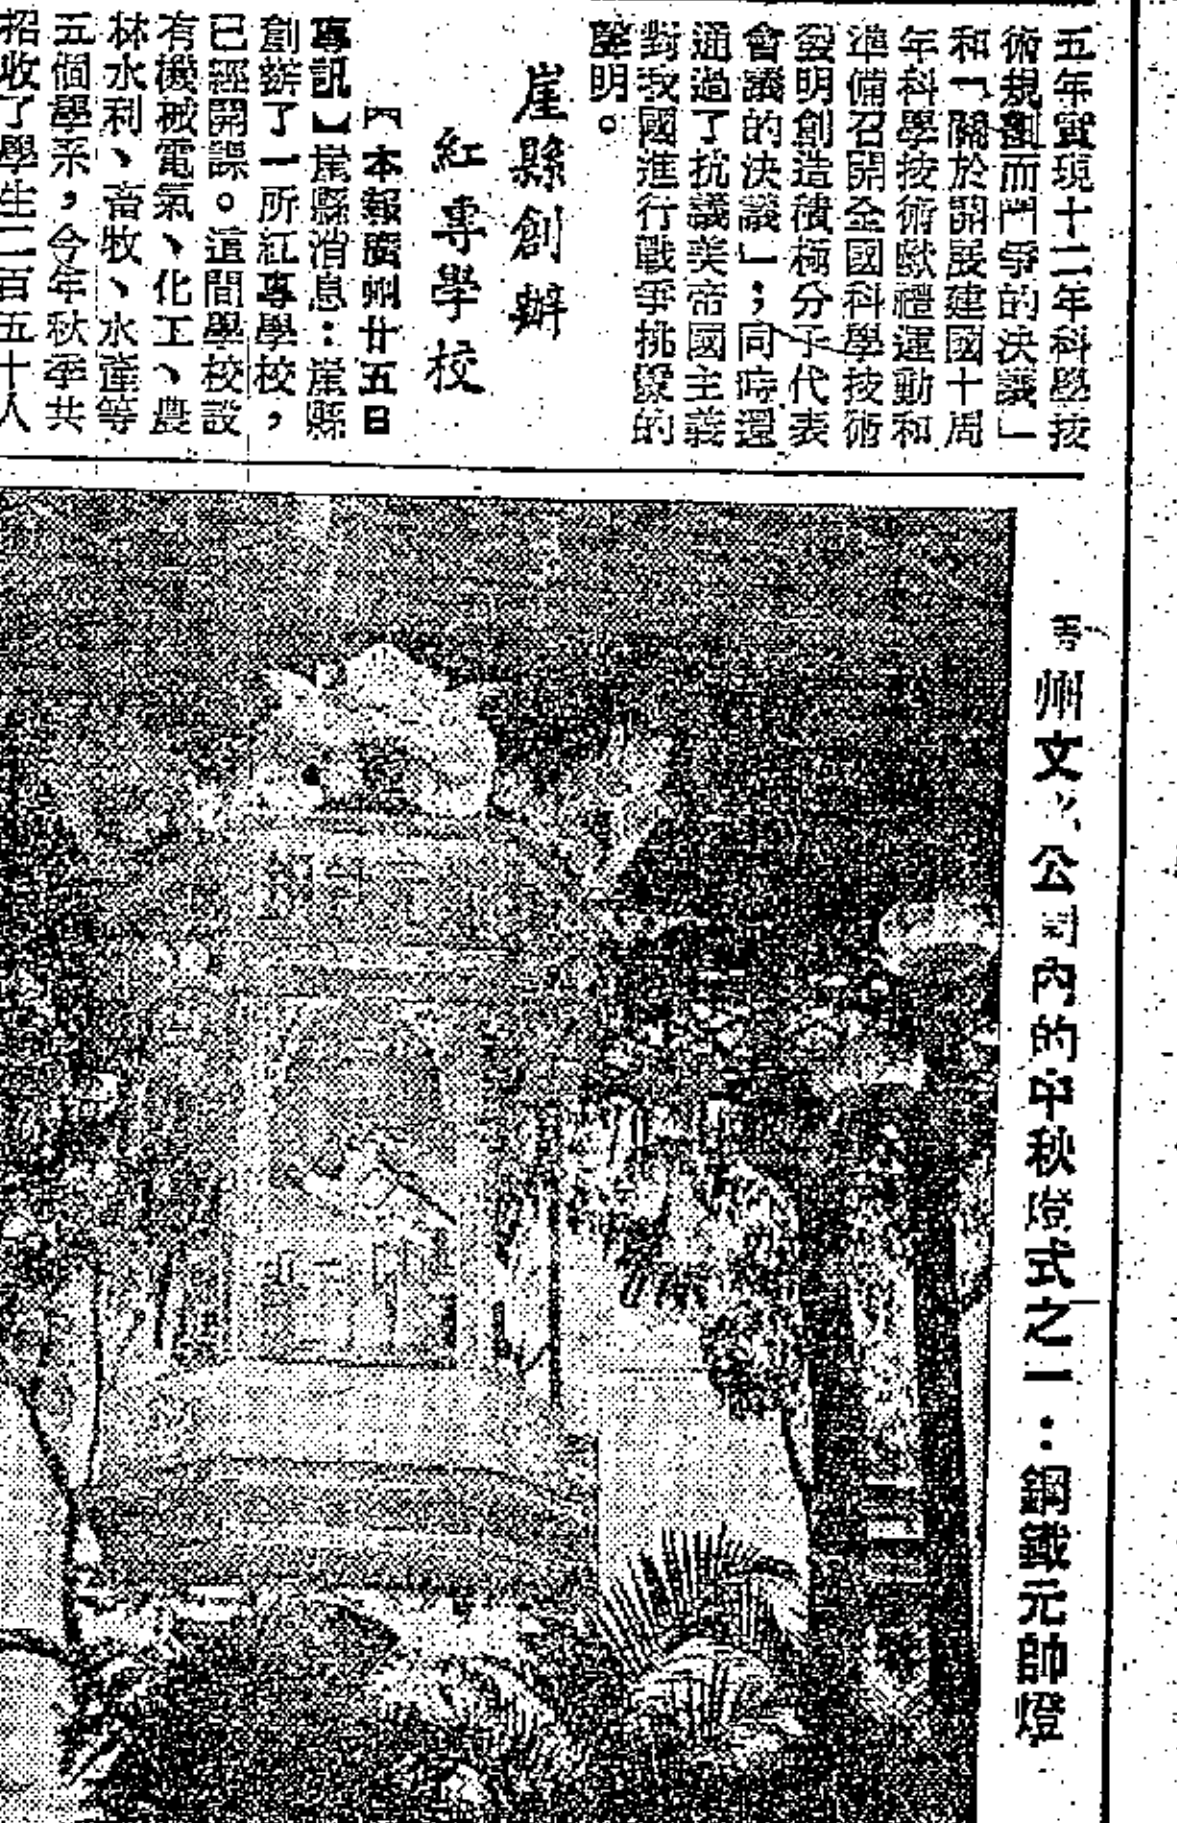 五年實現十二年科學技
術規劃而鬥爭的決議」
和「關於開展建國十周
年科學技術獻禮運動和
準備召開全國科學技術
發明創造積極分子代表
會議的決議」；同時還
通過了抗議美帝國主義
對我國進行戰爭挑釁的
聲明。
崖縣創辦
紅專學校
【本報廣州廿五日
專訊】崖縣消息：崖縣
創辦了一所紅專學校，
已經開課。這間學校設
有機械電氣、化工、農
林水利、畜牧、水產等
五個學系，今年秋季共
招收了學生二百五十人
州文公園內的中秋燈式之一：鋼鐵元帥燈